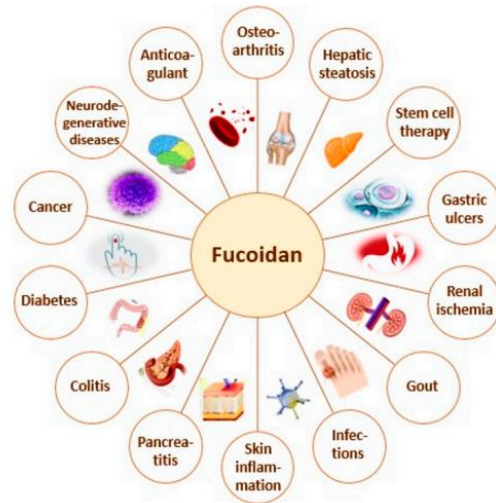 Osteo-
arthritis
Hepatic
steatosis
Stem cell
therapy
Gastric
ulcers
Renal
ischemia
Gout
Infec-
tions
Skin
inflam-
mation
Pancrea-
titis
Colitis
Diabetes
Cancer
Neurode-
generative
diseases
Anticoa-
gulant
Fucoidan